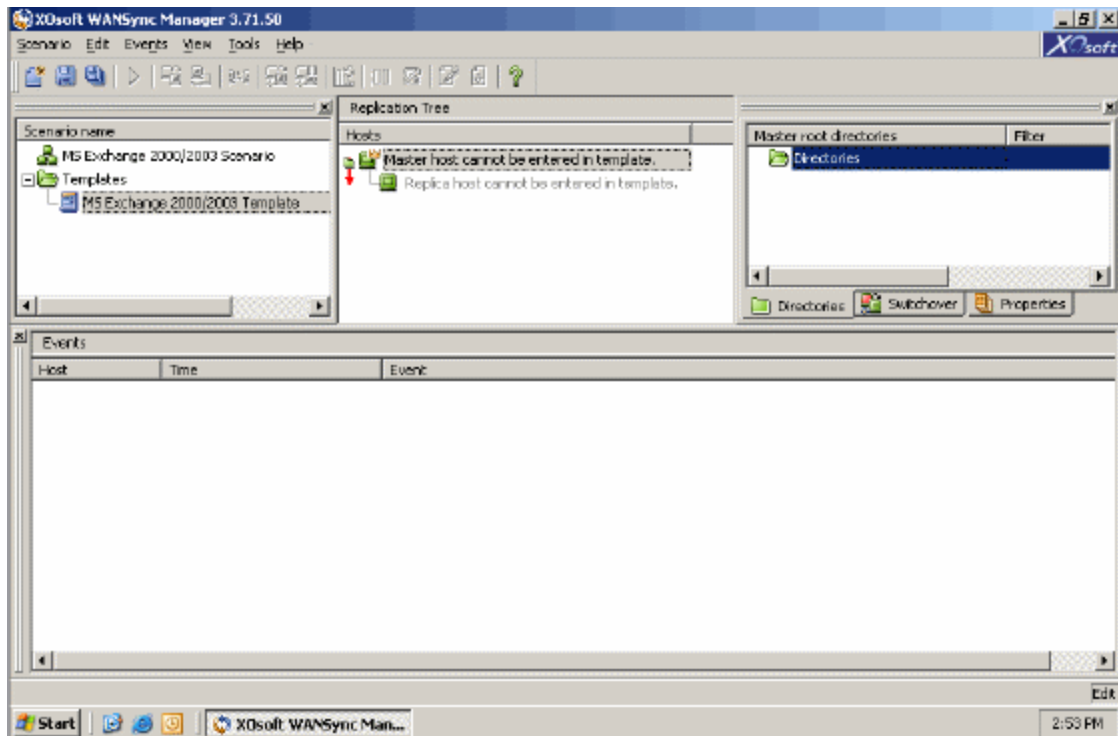 XOsoft WANSync Manager 3.71.50
Scenario Edit Events View Tools Help
XOsoft
Replication Tree
Scenario name
Hosts
Master root directories Filter
MS Exchange 2000/2003 Scenario
Master host cannot be entered in template.
Directories
Templates
Replica host cannot be entered in template.
MS Exchange 2000/2003 Template
Directories Switchover Properties
Events
Host Time Event
Edit
Start XOsoft WANSync Man... 2:53 PM